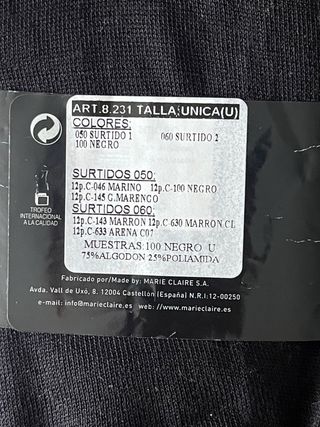 ART.8.231 TALLA:UNICA(U)
COLORES:
050 SURTIDO 1 060 SURTIDO 2
100 NEGRO
SURTIDOS 050:
12p.C-046 MARINO 12p.C-100 NEGRO
12p.C-145 G.MARENGO
SURTIDOS 060:
12p.C-143 MARRON 12p.C-630 MARRON.CL
12p.C-633 ARENA C07
MUESTRAS:100 NEGRO U
75%ALGODON 25%POLIAMIDA
TROFEO
INTERNACIONAL
A LA CALIDAD
Fabricado por/Made by: MARIE CLAIRE S.A.
Avda. Vall de Uxó, 8. 12004 Castellón (España) N.R.I:12-00250
e-mail: info@marieclaire.es web: //www.marieclaire.es